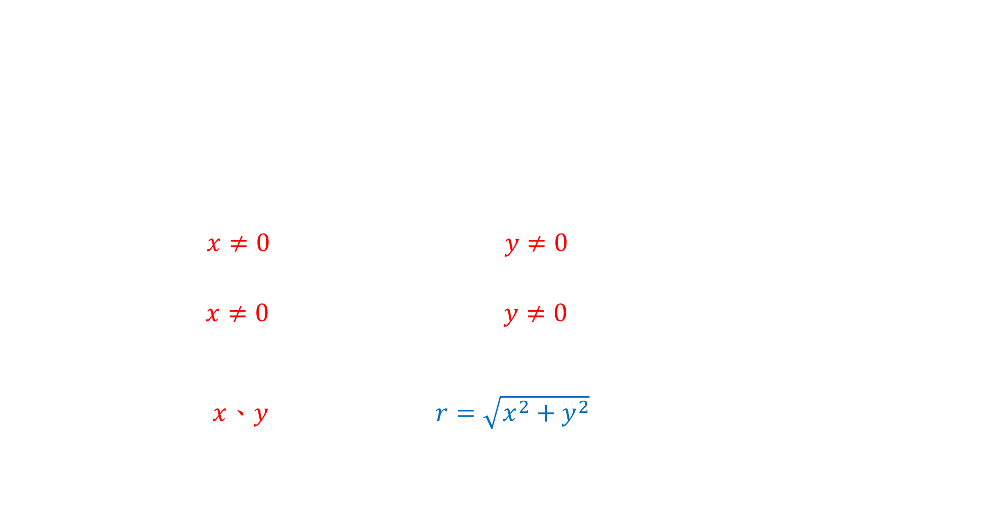 x ≠ 0 y ≠ 0
x ≠ 0 y ≠ 0
x、y r = √(x² + y²)